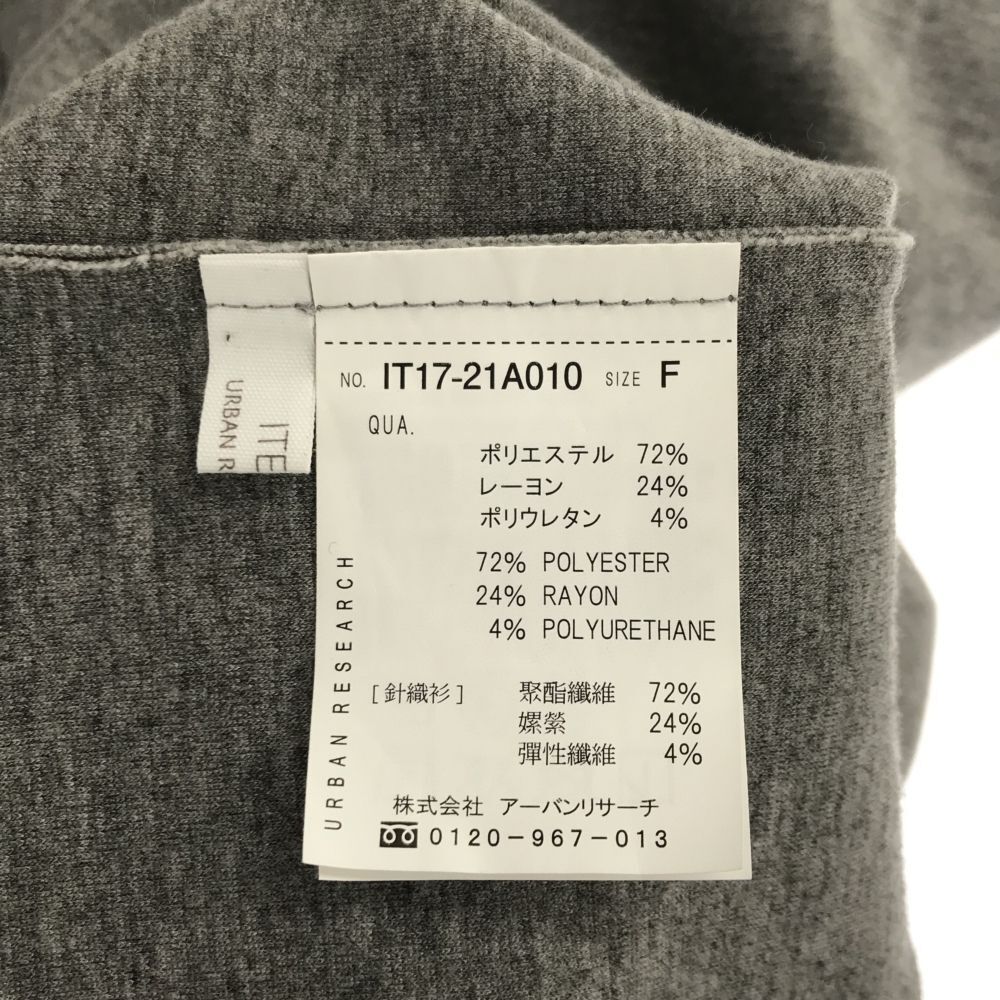 NO. IT17-21A010 SIZE F
QUA.
ポリエステル 72%
レーヨン 24%
ポリウレタン 4%
72% POLYESTER
24% RAYON
4% POLYURETHANE
[針織衫] 聚酯纖維 72%
嫘縈 24%
彈性纖維 4%
株式会社 アーバンリサーチ
0120-967-013
URBAN RESEARCH
ITE
URBAN R